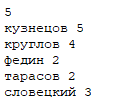 5
кузнецов 5
круглов 4
федин 2
тарасов 2
словецкий 3